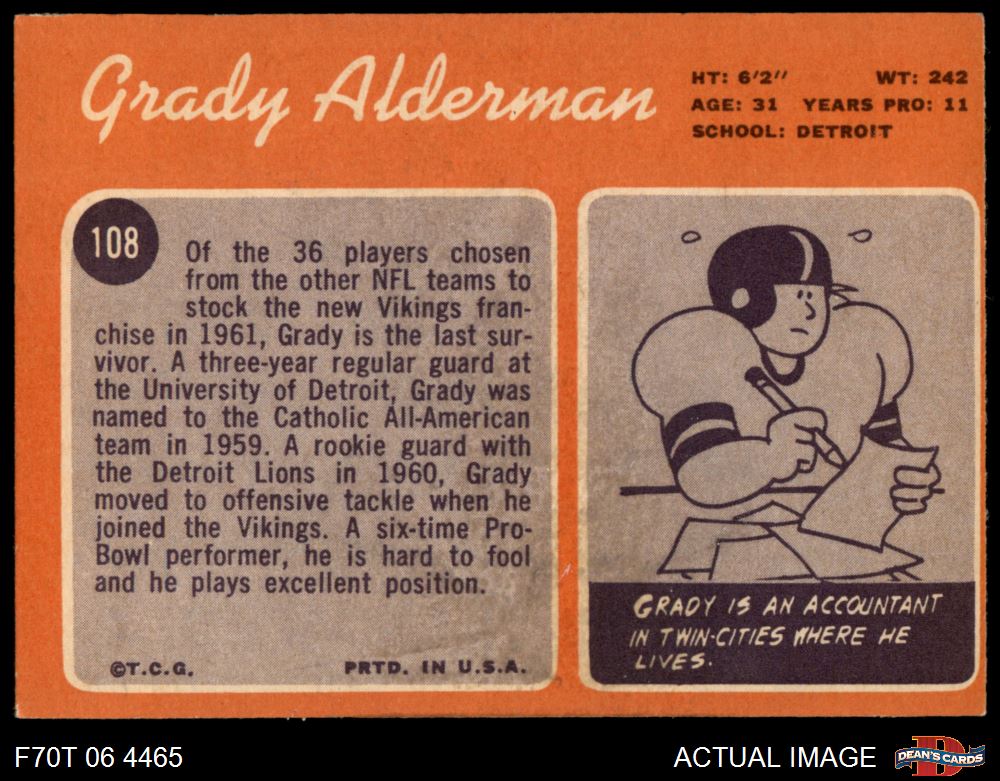 Grady Alderman
HT: 6'2" WT: 242
AGE: 31 YEARS PRO: 11
SCHOOL: DETROIT
108
Of the 36 players chosen
from the other NFL teams to
stock the new Vikings fran-
chise in 1961, Grady is the last sur-
vivor. A three-year regular guard at
the University of Detroit, Grady was
named to the Catholic All-American
team in 1959. A rookie guard with
the Detroit Lions in 1960, Grady
moved to offensive tackle when he
joined the Vikings. A six-time Pro-
Bowl performer, he is hard to fool
and he plays excellent position.
©T.C.G. PRTD. IN U.S.A.
GRADY IS AN ACCOUNTANT
IN TWIN-CITIES WHERE HE
LIVES.
F70T 06 4465
ACTUAL IMAGE
D
DEAN'S CARDS